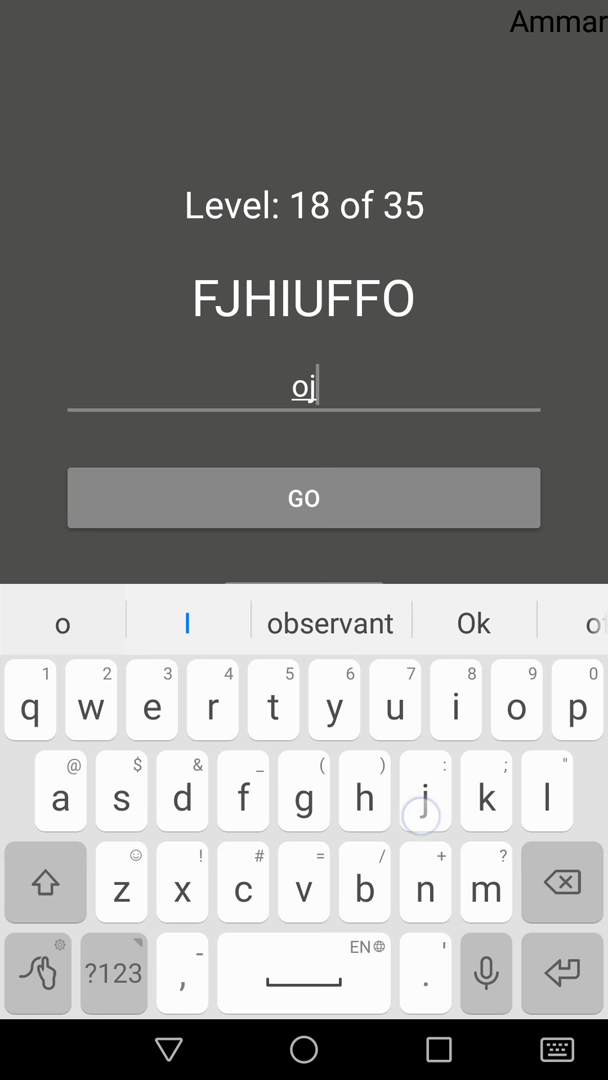 Ammar
Level: 18 of 35
FJHIUFFO
oj
GO
o I observant Ok
1 2 3 4 5 6 7 8 9 0
q w e r t y u i o p
@ $ & _ ( ) : ; "
a s d f g h j k l
! # = / + ?
z x c v b n m
- EN '
?123 , .